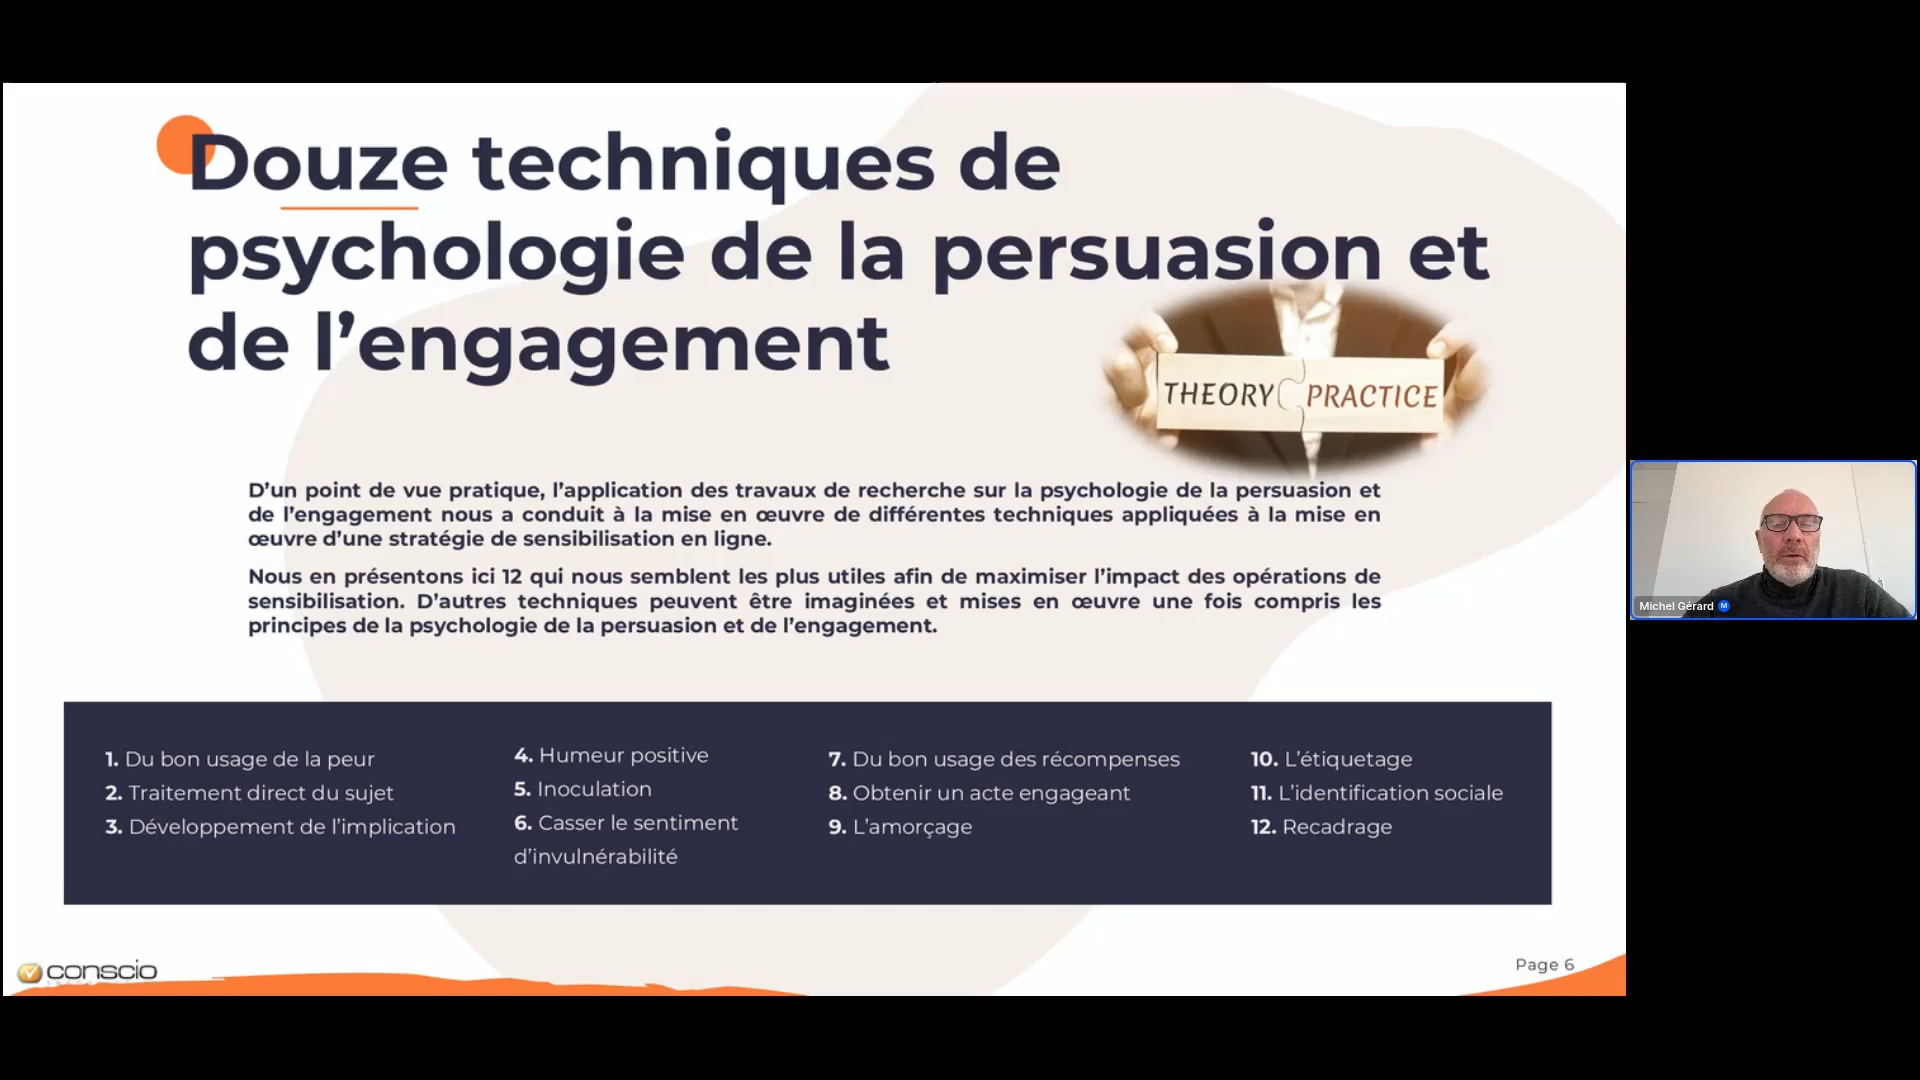 Douze techniques de
psychologie de la persuasion et
de l’engagement
THEORY PRACTICE
D’un point de vue pratique, l’application des travaux de recherche sur la psychologie de la persuasion et
de l’engagement nous a conduit à la mise en œuvre de différentes techniques appliquées à la mise en
œuvre d’une stratégie de sensibilisation en ligne.
Nous en présentons ici 12 qui nous semblent les plus utiles afin de maximiser l’impact des opérations de
sensibilisation. D’autres techniques peuvent être imaginées et mises en œuvre une fois compris les
principes de la psychologie de la persuasion et de l’engagement.
1. Du bon usage de la peur
2. Traitement direct du sujet
3. Développement de l’implication
4. Humeur positive
5. Inoculation
6. Casser le sentiment
d’invulnérabilité
7. Du bon usage des récompenses
8. Obtenir un acte engageant
9. L’amorçage
10. L’étiquetage
11. L’identification sociale
12. Recadrage
conscio
Page 6
Michel Gérard M